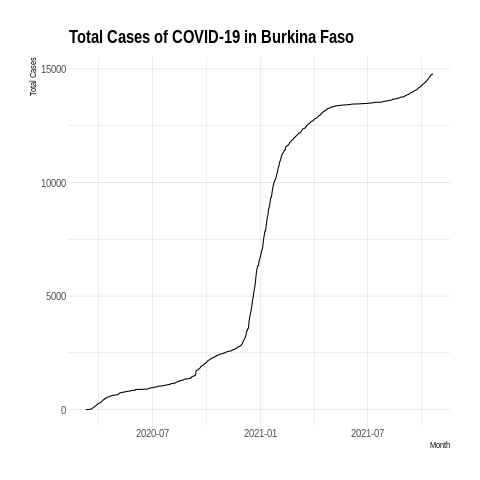 Total Cases of COVID-19 in Burkina Faso
Total Cases
15000
10000
5000
0
2020-07
2021-01
2021-07
Month